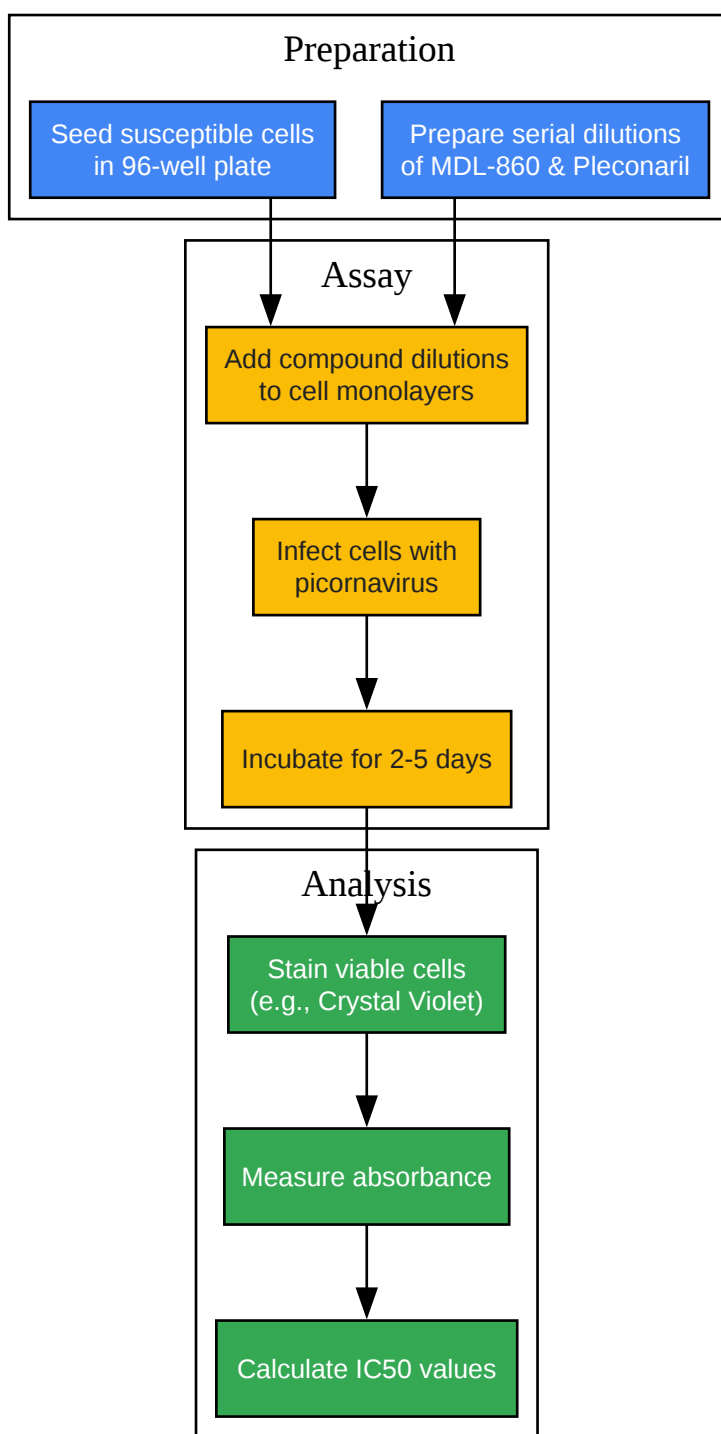 Preparation
Seed susceptible cells
in 96-well plate
Prepare serial dilutions
of MDL-860 & Pleconaril
Assay
Add compound dilutions
to cell monolayers
Infect cells with
picornavirus
Incubate for 2-5 days
Analysis
Stain viable cells
(e.g., Crystal Violet)
Measure absorbance
Calculate IC50 values